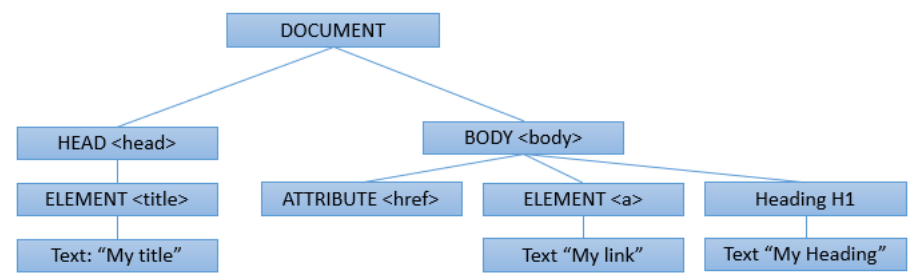 DOCUMENT
HEAD <head>
BODY <body>
ELEMENT <title>
ATTRIBUTE <href>
ELEMENT <a>
Heading H1
Text: “My title”
Text “My link”
Text “My Heading”